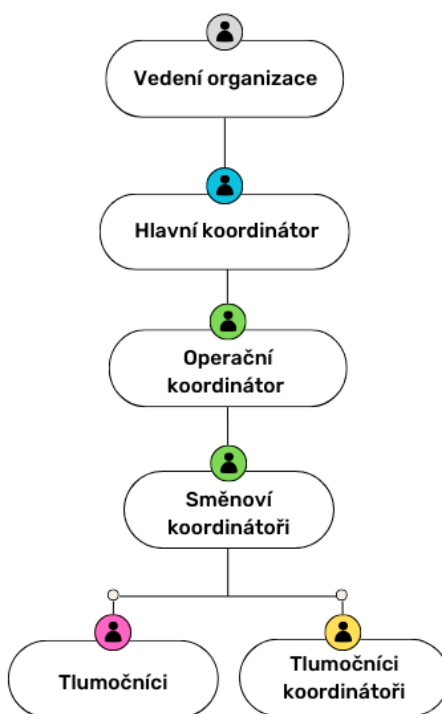 Vedení organizace
Hlavní koordinátor
Operační
koordinátor
Směnoví
koordinátoři
Tlumočníci
Tlumočníci
koordinátoři